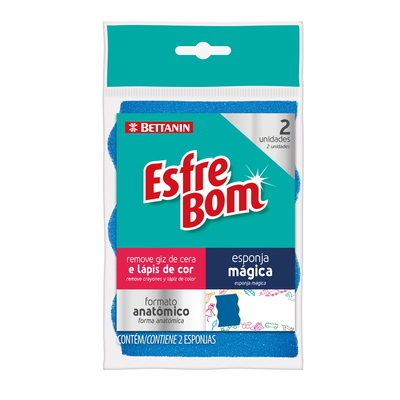 BETTANIN
2
unidades
2 unidades
Esfre
Bom
remove giz de cera
e lápis de cor
remove crayones y lápiz de color
esponja
mágica
esponja mágica
formato
anatômico
forma anatómica
CONTÉM/CONTIENE 2 ESPONJAS